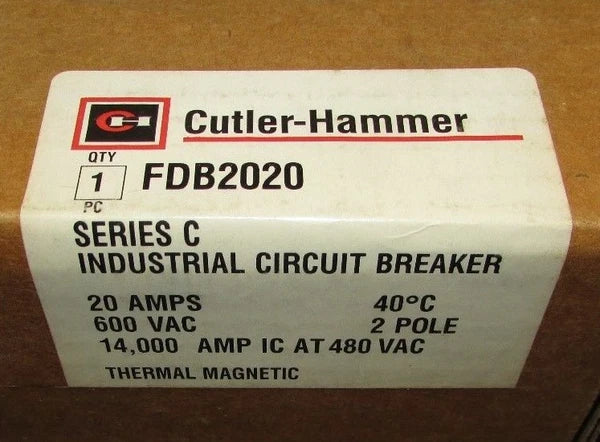 Cutler-Hammer
QTY
1 FDB2020
PC
SERIES C
INDUSTRIAL CIRCUIT BREAKER
20 AMPS 40°C
600 VAC 2 POLE
14,000 AMP IC AT 480 VAC
THERMAL MAGNETIC